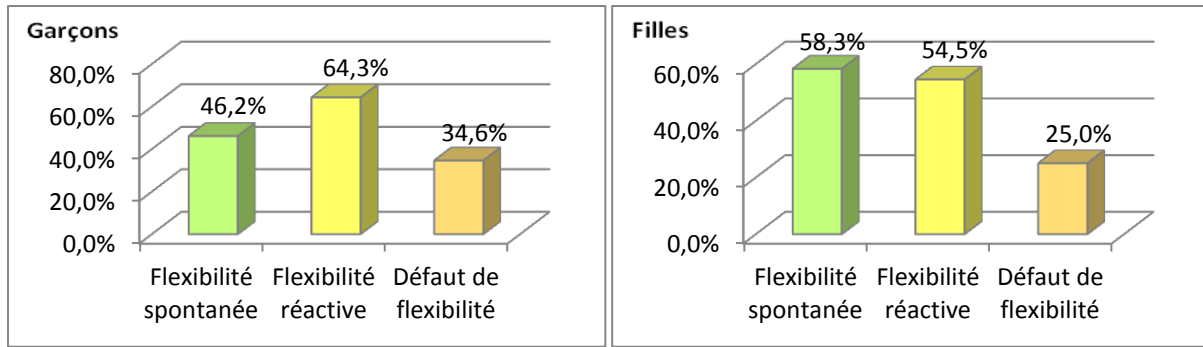 Garçons
80,0%
60,0%
40,0%
20,0%
0,0%
46,2%
64,3%
34,6%
Flexibilité spontanée
Flexibilité réactive
Défaut de flexibilité
Filles
60,0%
40,0%
20,0%
0,0%
58,3%
54,5%
25,0%
Flexibilité spontanée
Flexibilité réactive
Défaut de flexibilité